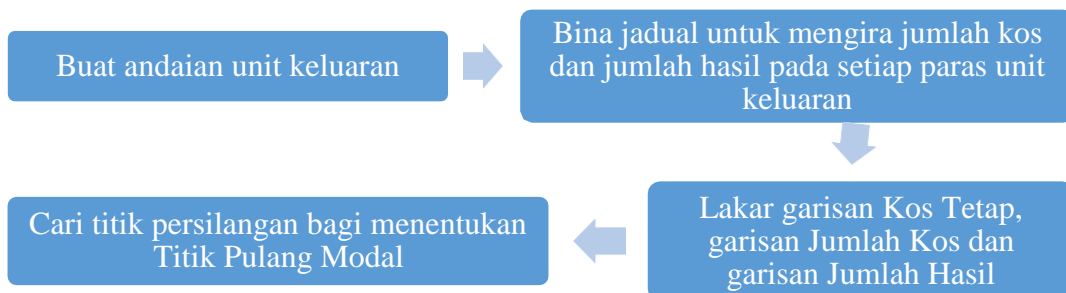 Buat andaian unit keluaran
Bina jadual untuk mengira jumlah kos
dan jumlah hasil pada setiap paras unit
keluaran
Lakar garisan Kos Tetap,
garisan Jumlah Kos dan
garisan Jumlah Hasil
Cari titik persilangan bagi menentukan
Titik Pulang Modal